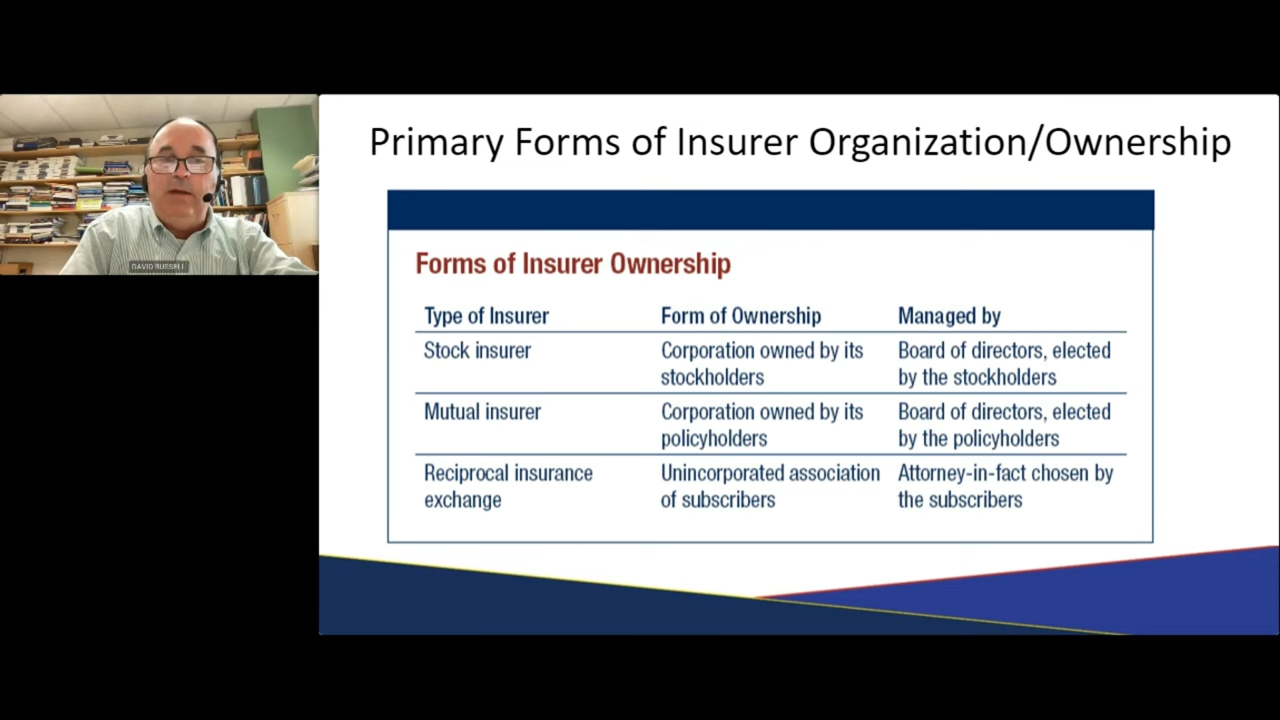 Primary Forms of Insurer Organization/Ownership
DAVID RUSSELL
Forms of Insurer Ownership
Type of Insurer Form of Ownership Managed by
Stock insurer Corporation owned by its Board of directors, elected
stockholders by the stockholders
Mutual insurer Corporation owned by its Board of directors, elected
policyholders by the policyholders
Reciprocal insurance Unincorporated association Attorney-in-fact chosen by
exchange of subscribers the subscribers